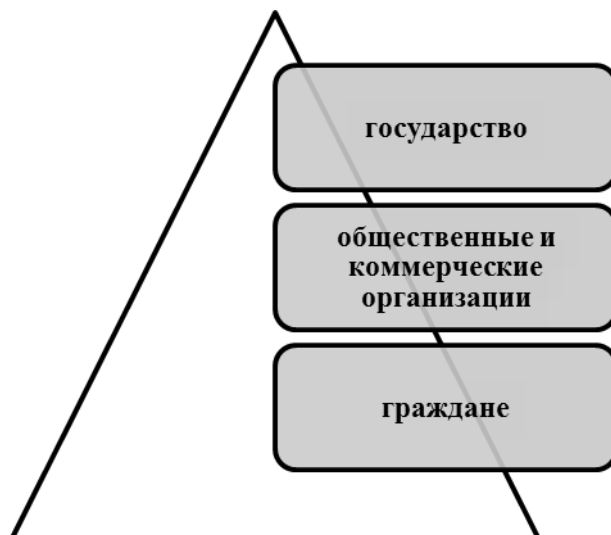 государство
общественные и
коммерческие
организации
граждане